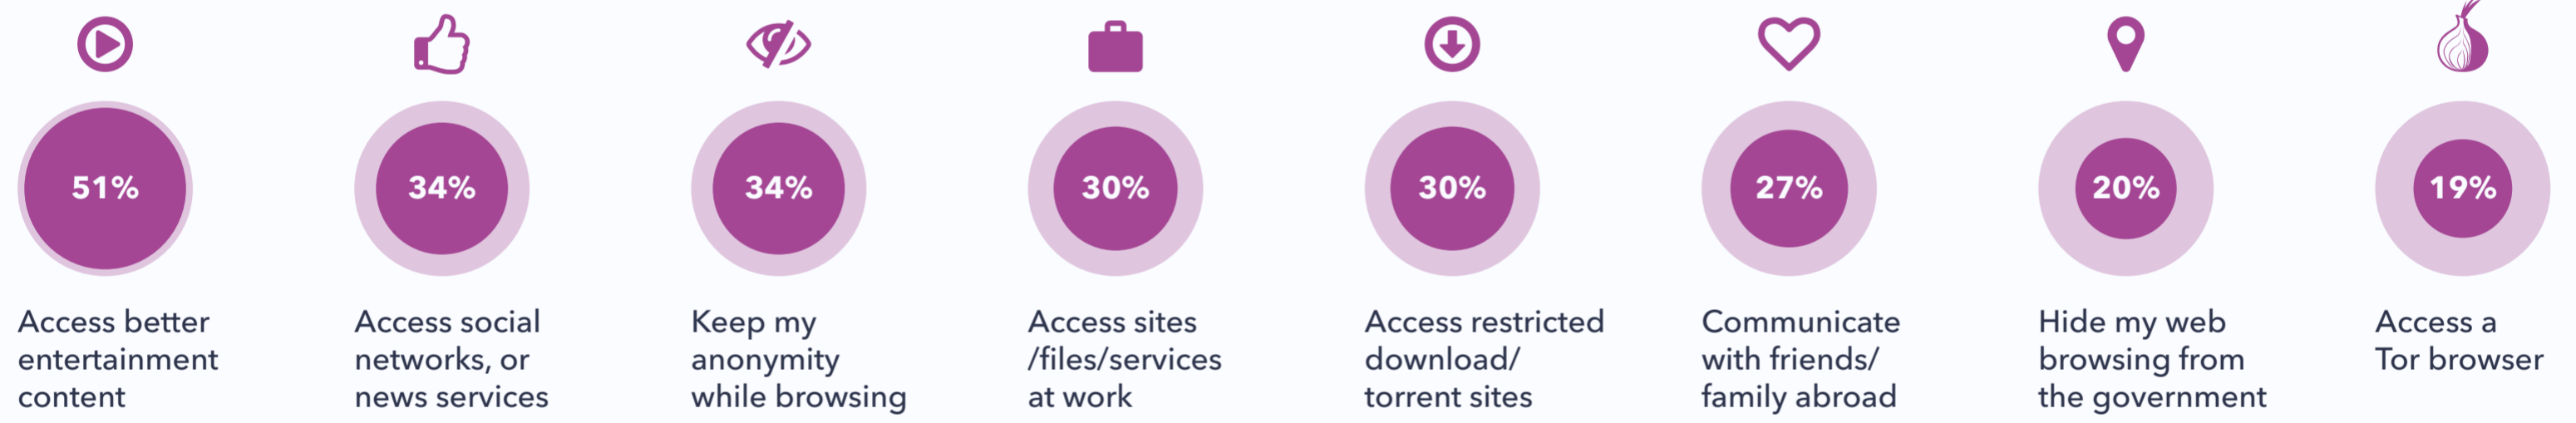 51%
34%
34%
30%
30%
27%
20%
19%
Access better
entertainment
content
Access social
networks, or
news services
Keep my
anonymity
while browsing
Access sites
/files/services
at work
Access restricted
download/
torrent sites
Communicate
with friends/
family abroad
Hide my web
browsing from
the government
Access a
Tor browser